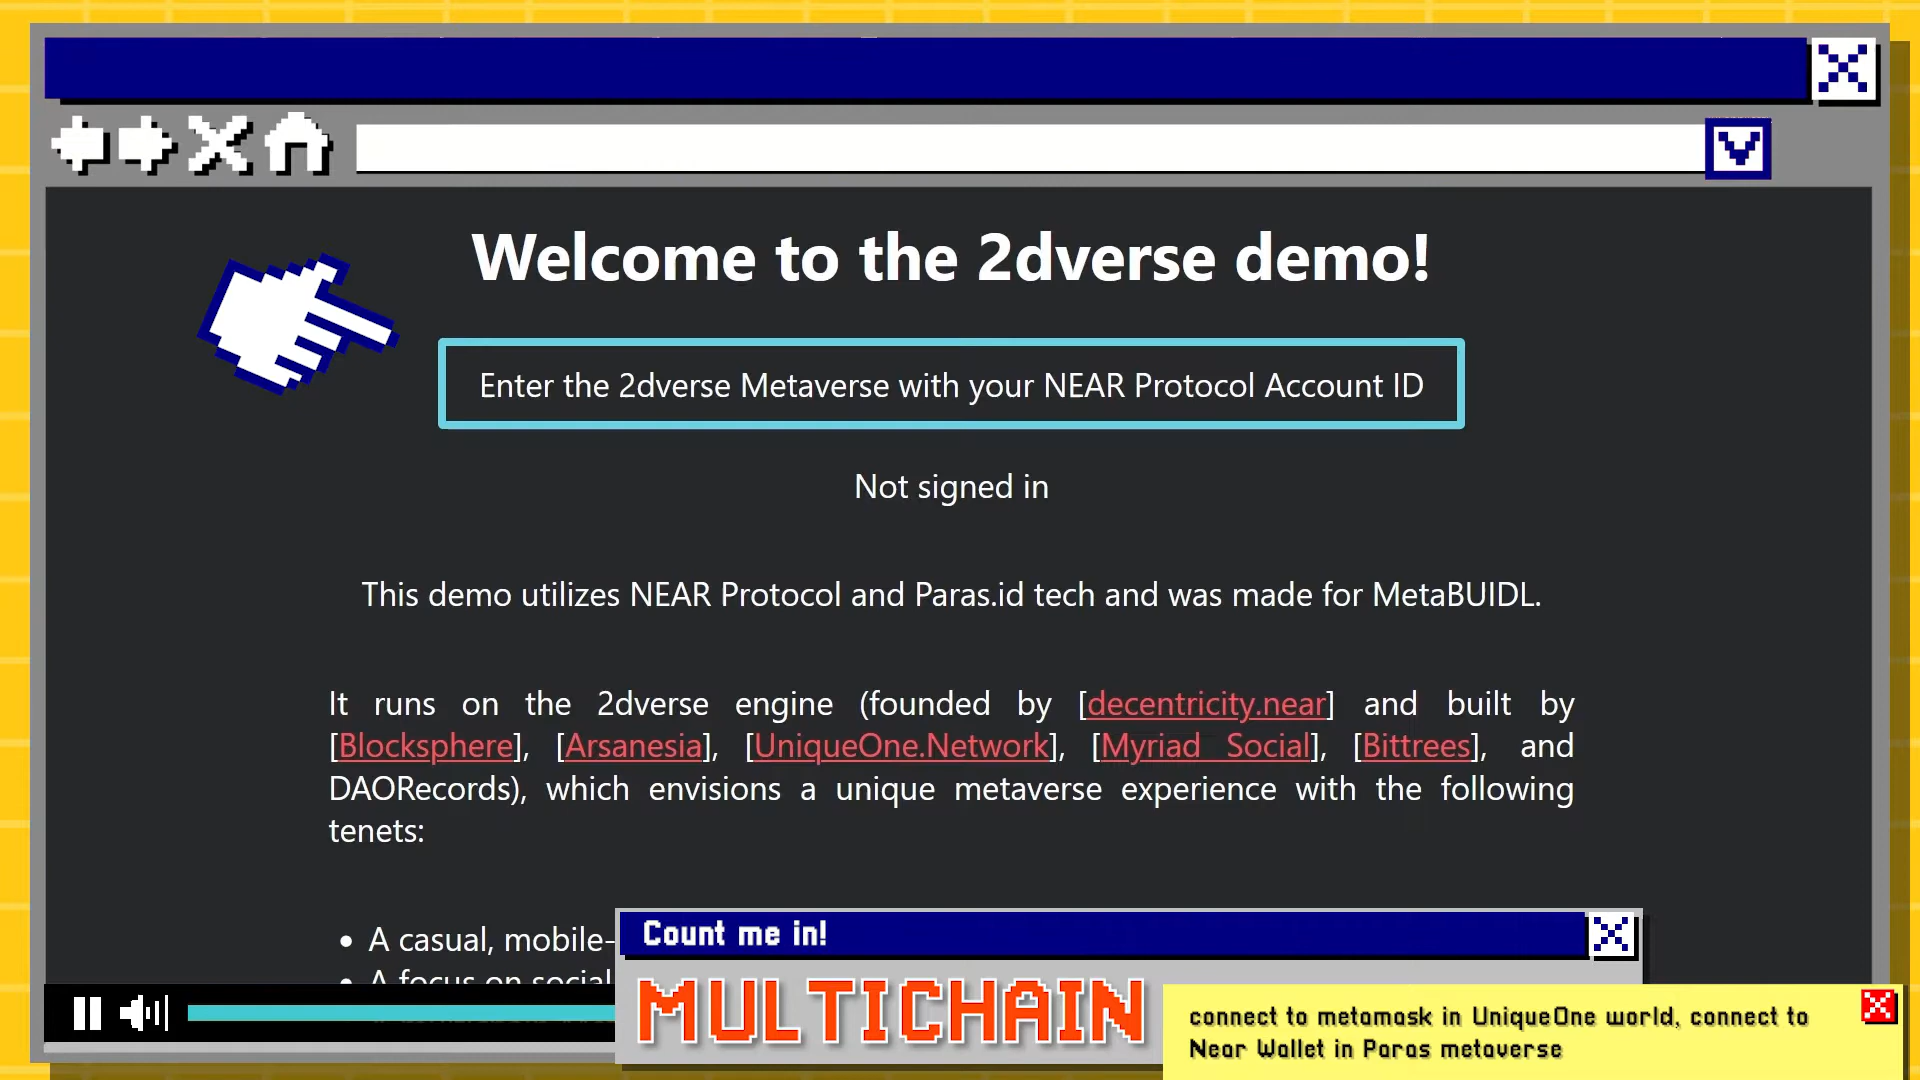 Welcome to the 2dverse demo!
Enter the 2dverse Metaverse with your NEAR Protocol Account ID
Not signed in
This demo utilizes NEAR Protocol and Paras.id tech and was made for MetaBUIDL.
It runs on the 2dverse engine (founded by [decentricity.near] and built by
[Blocksphere], [Arsanesia], [UniqueOne.Network], [Myriad Social], [Bittrees], and
DAORecords), which envisions a unique metaverse experience with the following
tenets:
• A casual, mobile-
• A focus on social
Count me in!
MULTICHAIN
connect to metamask in UniqueOne world, connect to
Near Wallet in Paras metaverse